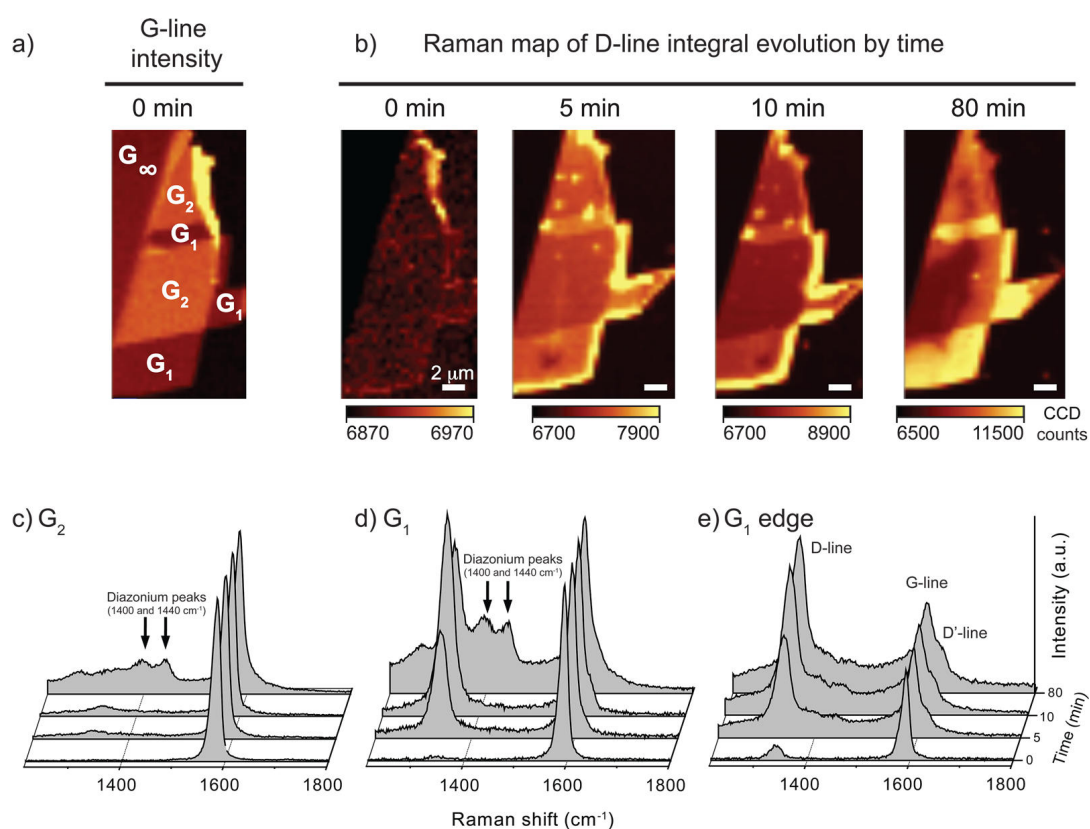 a)
G-line
intensity
0 min
G∞
G2
G1
G2
G1
G1
b)
Raman map of D-line integral evolution by time
0 min
5 min
10 min
80 min
2 μm
6870 6970
6700 7900
6700 8900
6500 11500
CCD
counts
c) G2
Diazonium peaks
(1400 and 1440 cm-1)
1400 1600 1800
d) G1
Diazonium peaks
(1400 and 1440 cm-1)
1400 1600 1800
e) G1 edge
D-line
G-line
D'-line
1400 1600 1800
Intensity (a.u.)
80
10
5
0
Time (min)
Raman shift (cm-1)